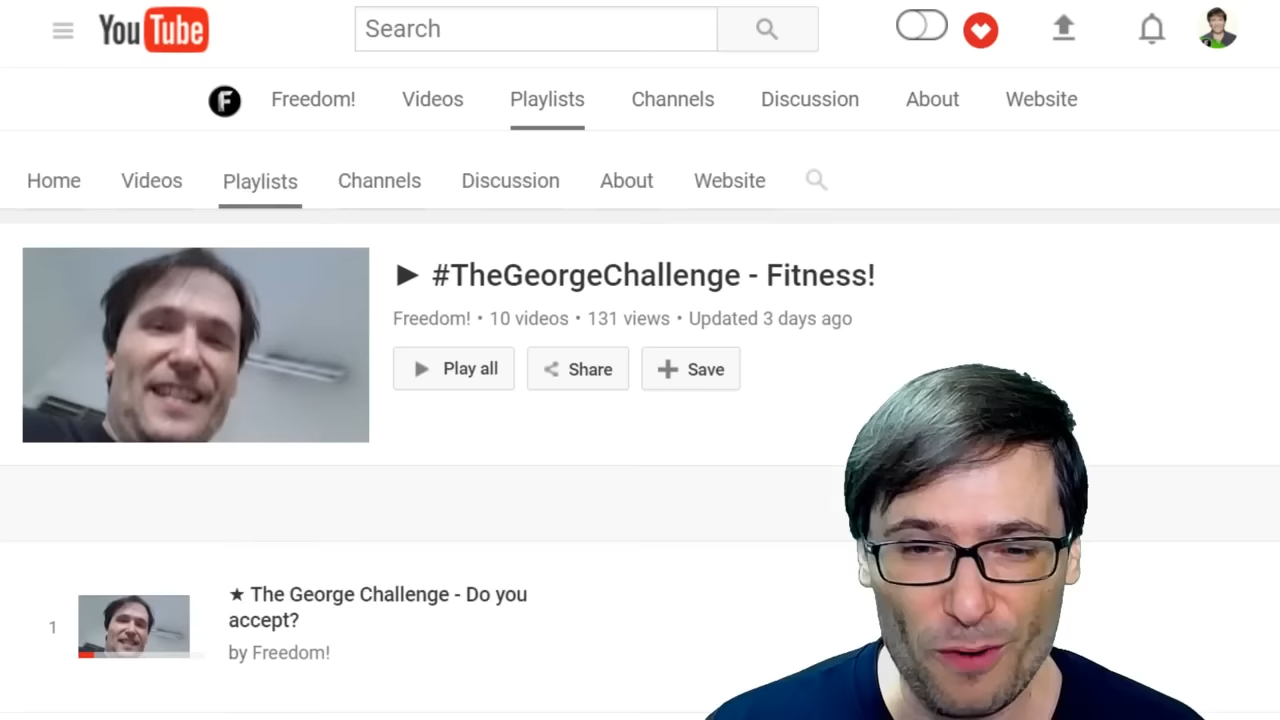 YouTube
Search
F Freedom! Videos Playlists Channels Discussion About Website
Home Videos Playlists Channels Discussion About Website
► #TheGeorgeChallenge - Fitness!
Freedom! • 10 videos • 131 views • Updated 3 days ago
Play all Share Save
1
★ The George Challenge - Do you
accept?
by Freedom!